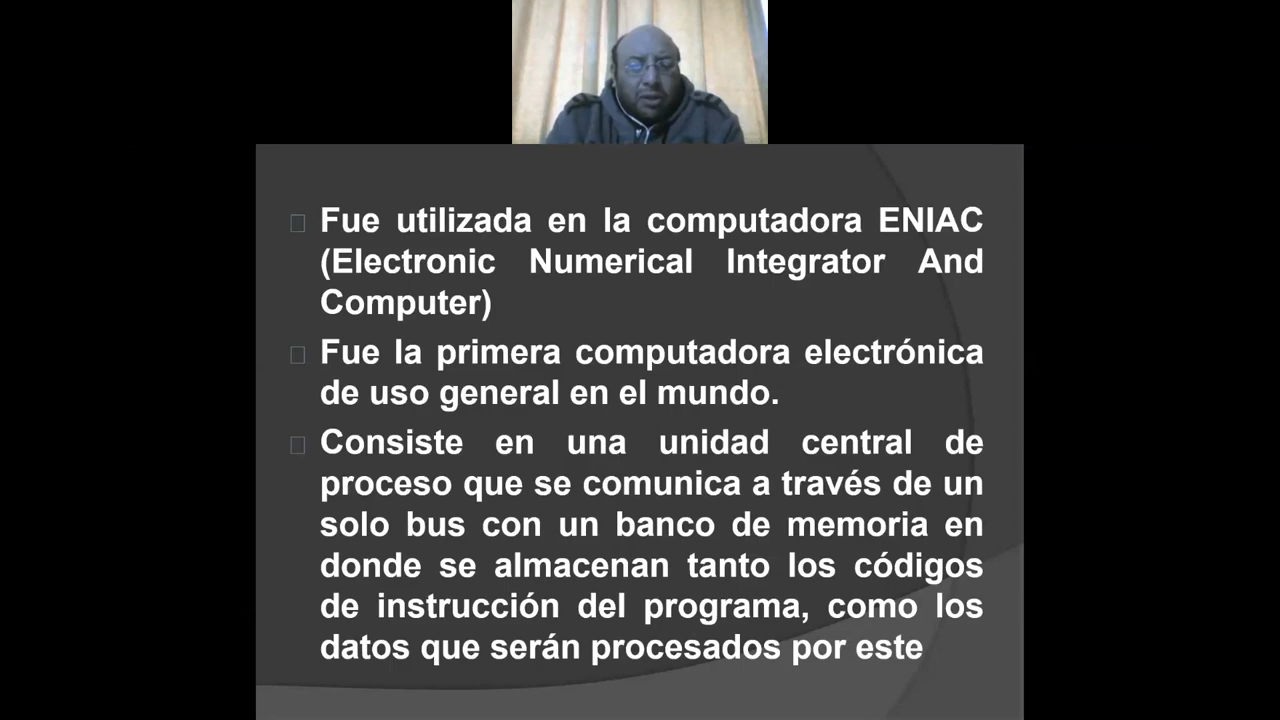 Fue utilizada en la computadora ENIAC
(Electronic Numerical Integrator And
Computer)
Fue la primera computadora electrónica
de uso general en el mundo.
Consiste en una unidad central de
proceso que se comunica a través de un
solo bus con un banco de memoria en
donde se almacenan tanto los códigos
de instrucción del programa, como los
datos que serán procesados por este